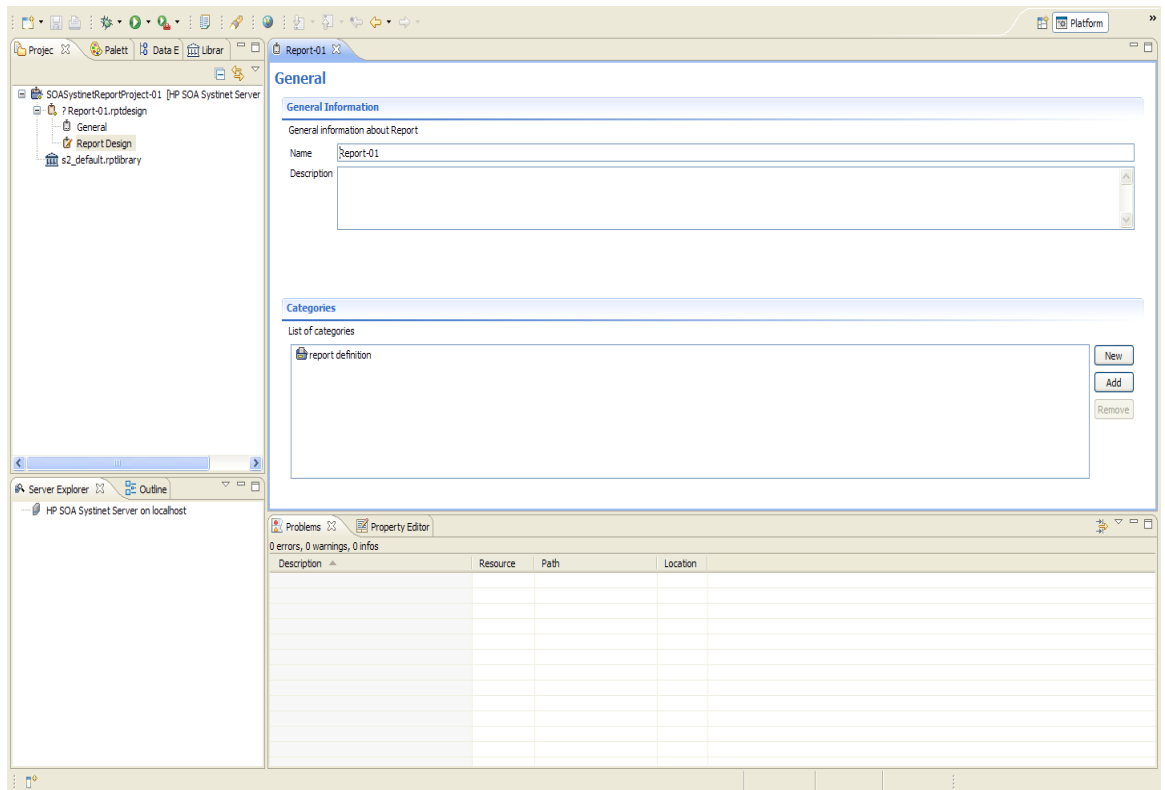 Platform
»
Projec
Palett
Data E
Librar
Report-01
SOASystinetReportProject-01 [HP SOA Systinet Server
? Report-01.rptdesign
General
Report Design
s2_default.rptlibrary
General
General Information
General information about Report
Name
Report-01
Description
Categories
List of categories
report definition
New
Add
Remove
Server Explorer
Outline
HP SOA Systinet Server on localhost
Problems
Property Editor
0 errors, 0 warnings, 0 infos
Description
Resource
Path
Location